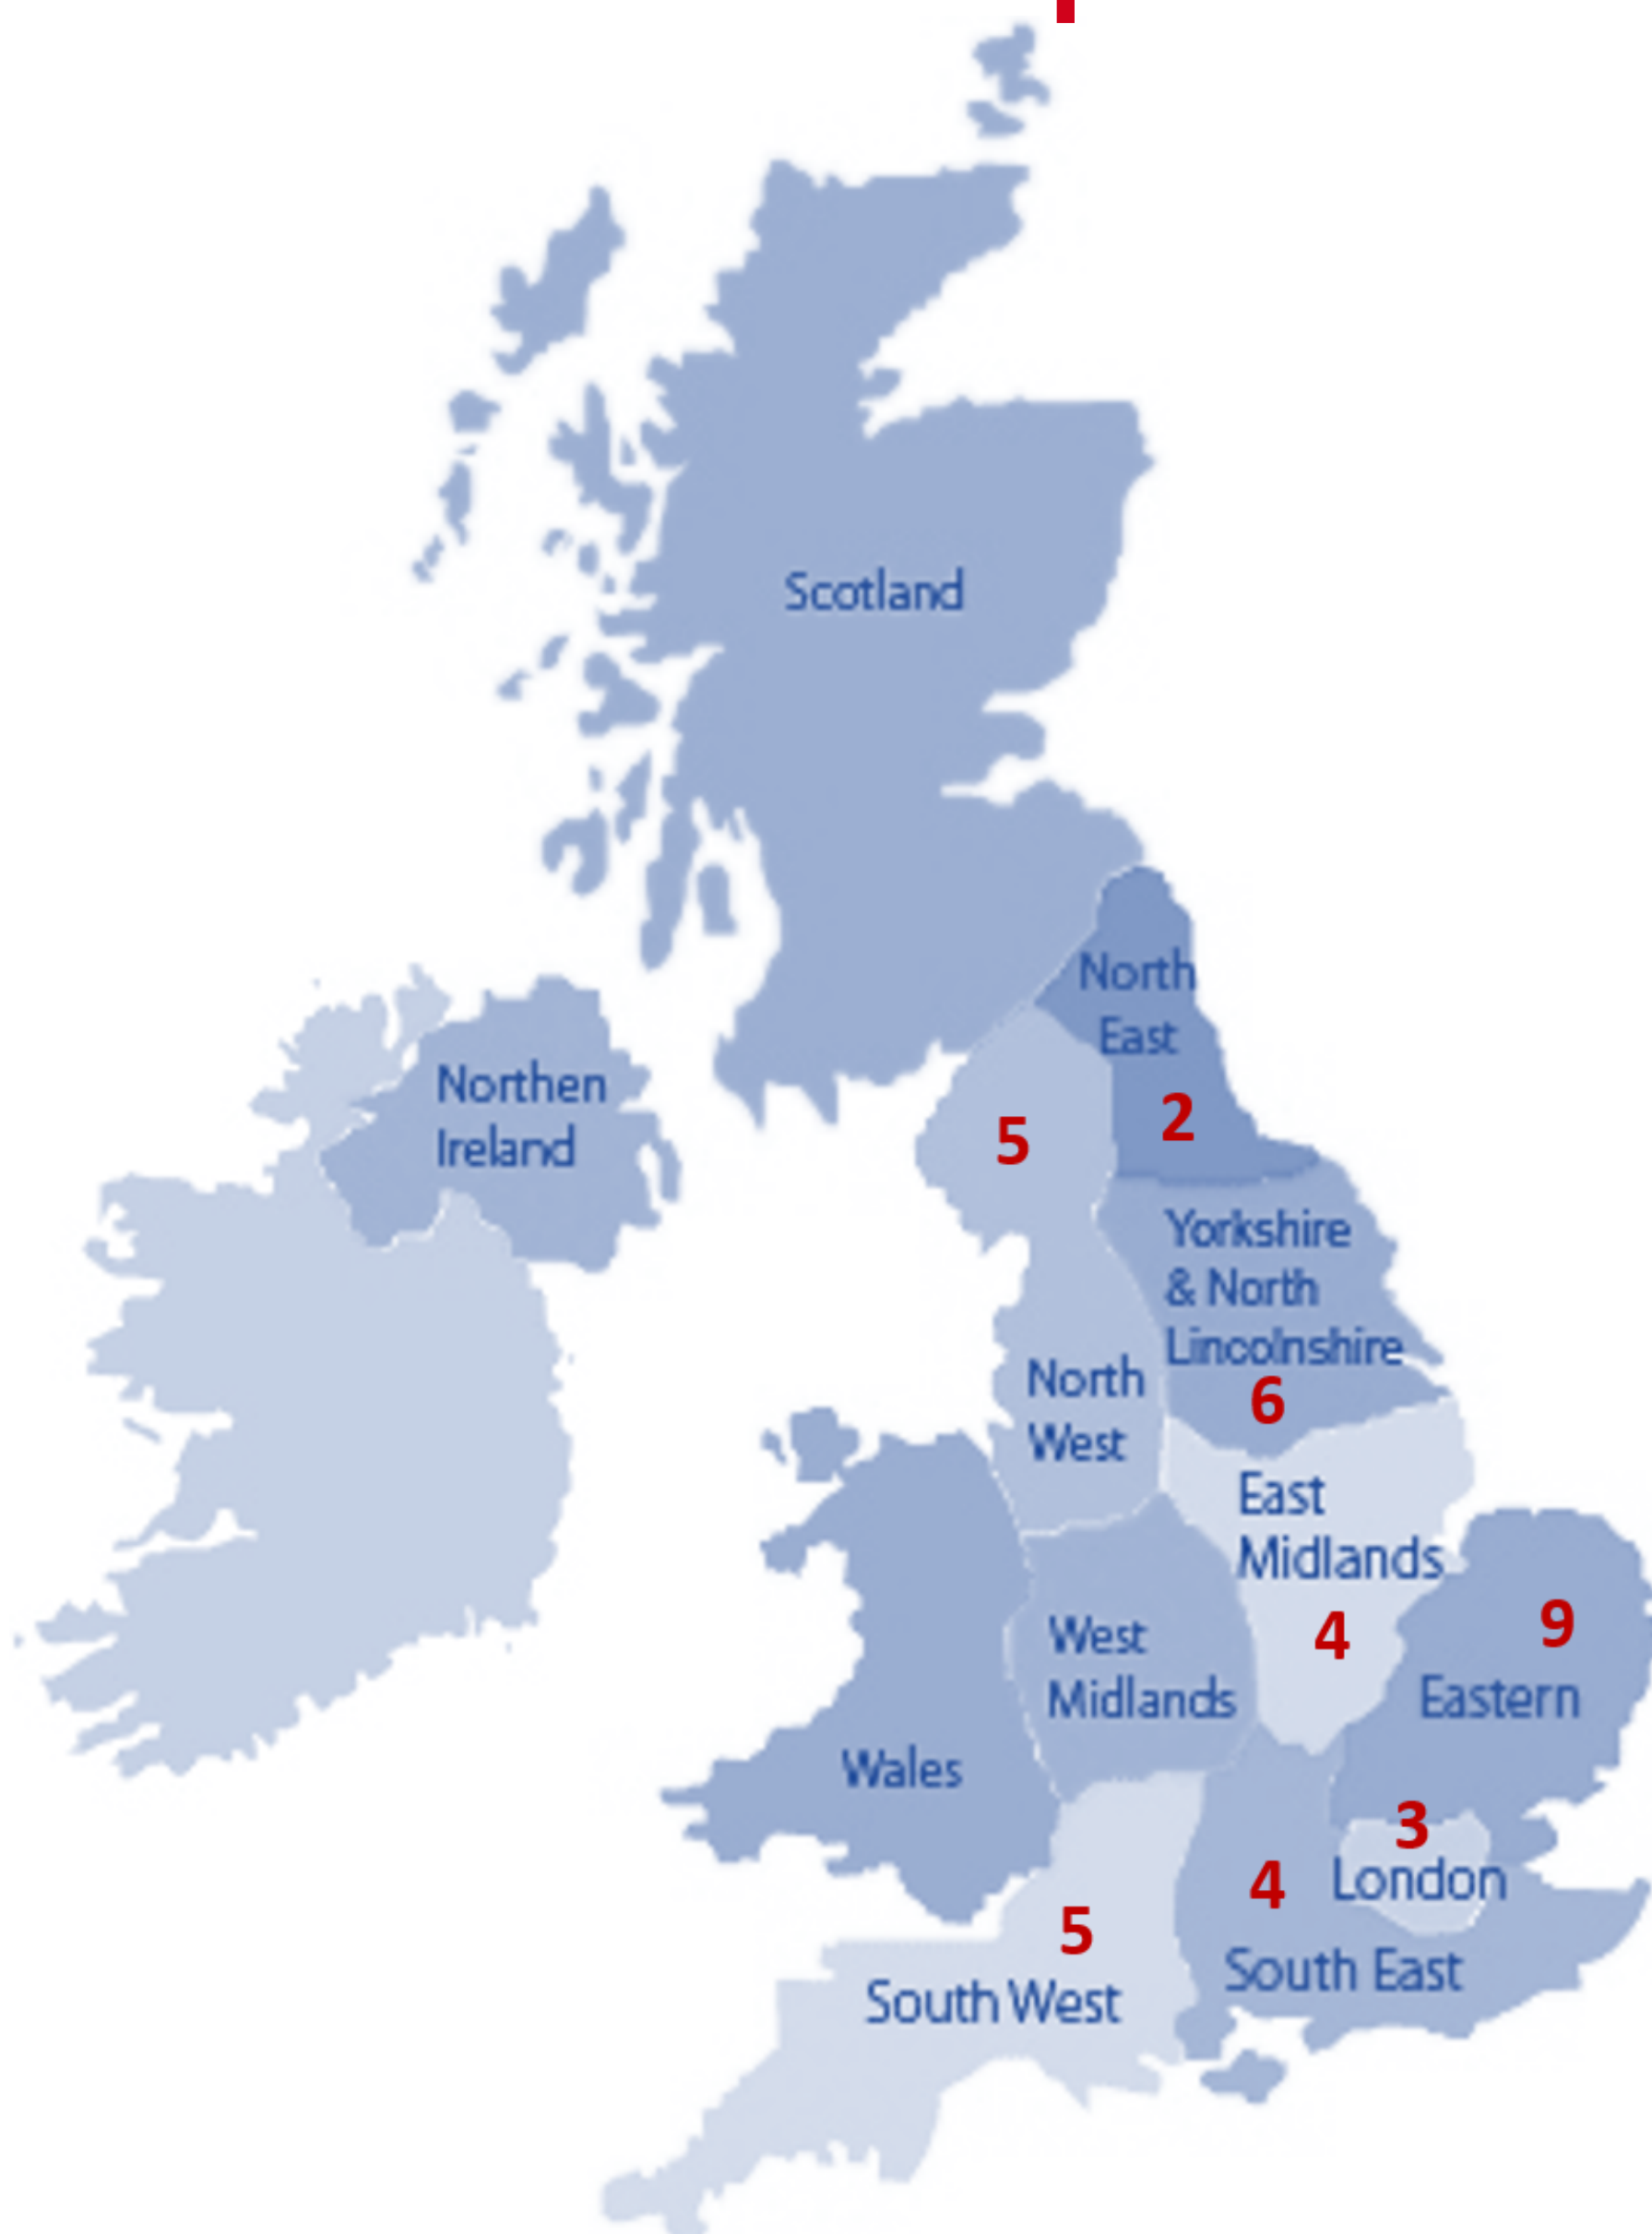 Scotland
North
East
2
Northen
Ireland
5
Yorkshire
& North
Lincolnshire
6
North
West
East
Midlands
4
9
Eastern
West
Midlands
Wales
3
London
4
South East
5
South West